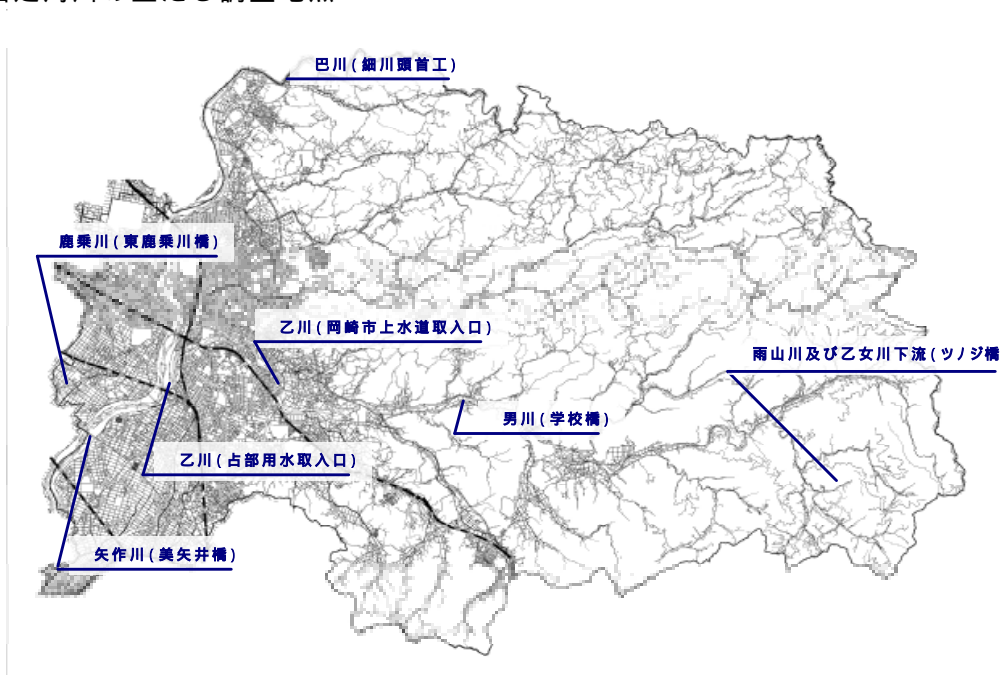 巴川(細川頭首工)
鹿乗川(東鹿乗川橋)
乙川(岡崎市上水道取入口)
雨山川及び乙女川下流(ツノジ橋
男川(学校橋)
乙川(占部用水取入口)
矢作川(美矢井橋)